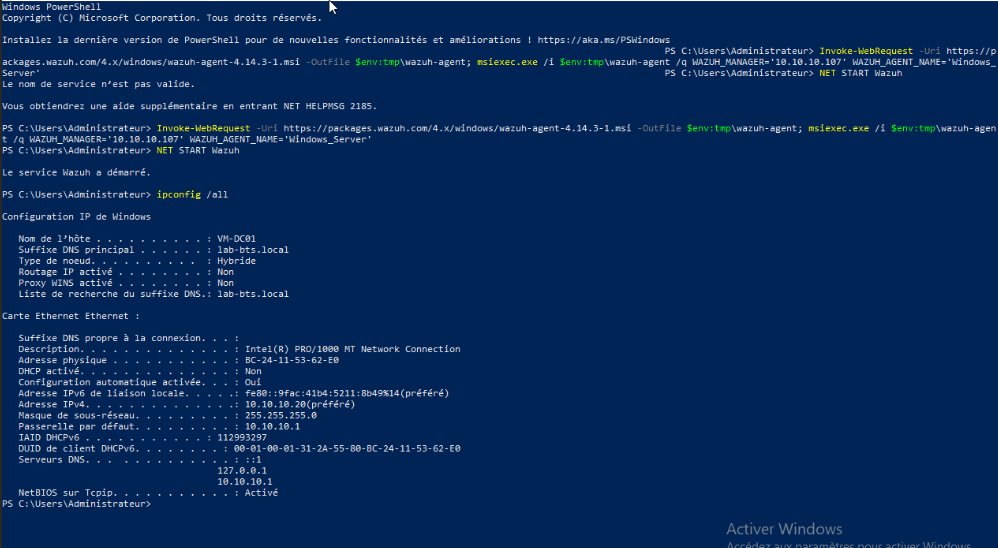 Windows PowerShell
Copyright (C) Microsoft Corporation. Tous droits réservés.
Installez la dernière version de PowerShell pour de nouvelles fonctionnalités et améliorations ! https://aka.ms/PSWindows
PS C:\Users\Administrateur> Invoke-WebRequest -Uri https://p
ackages.wazuh.com/4.x/windows/wazuh-agent-4.14.3-1.msi -OutFile $env:tmp\wazuh-agent; msiexec.exe /i $env:tmp\wazuh-agent /q WAZUH_MANAGER='10.10.10.107' WAZUH_AGENT_NAME='Windows_
Server' PS C:\Users\Administrateur> NET START Wazuh
Le nom de service n'est pas valide.
Vous obtiendrez une aide supplémentaire en entrant NET HELPMSG 2185.
PS C:\Users\Administrateur> Invoke-WebRequest -Uri https://packages.wazuh.com/4.x/windows/wazuh-agent-4.14.3-1.msi -OutFile $env:tmp\wazuh-agent; msiexec.exe /i $env:tmp\wazuh-agen
t /q WAZUH_MANAGER='10.10.10.107' WAZUH_AGENT_NAME='Windows_Server'
PS C:\Users\Administrateur> NET START Wazuh
Le service Wazuh a démarré.
PS C:\Users\Administrateur> ipconfig /all
Configuration IP de Windows
Nom de l'hôte . . . . . . . . . . : VM-DC01
Suffixe DNS principal . . . . . . : lab-bts.local
Type de noeud. . . . . . . . . . : Hybride
Routage IP activé . . . . . . . . : Non
Proxy WINS activé . . . . . . . . : Non
Liste de recherche du suffixe DNS.: lab-bts.local
Carte Ethernet Ethernet :
Suffixe DNS propre à la connexion. . . :
Description. . . . . . . . . . . . . . : Intel(R) PRO/1000 MT Network Connection
Adresse physique . . . . . . . . . . . : BC-24-11-53-62-E0
DHCP activé. . . . . . . . . . . . . . : Non
Configuration automatique activée. . . : Oui
Adresse IPv6 de liaison locale. . . . .: fe80::9fac:41b4:5211:8b49%14(préféré)
Adresse IPv4. . . . . . . . . . . . . .: 10.10.10.20(préféré)
Masque de sous-réseau. . . . . . . . . : 255.255.255.0
Passerelle par défaut. . . . . . . . . : 10.10.10.1
IAID DHCPv6 . . . . . . . . . . . : 112993297
DUID de client DHCPv6. . . . . . . . : 00-01-00-01-31-2A-55-80-BC-24-11-53-62-E0
Serveurs DNS. . . . . . . . . . . . . : ::1
127.0.0.1
10.10.10.1
NetBIOS sur Tcpip. . . . . . . . . . . : Activé
PS C:\Users\Administrateur>
Activer Windows
Accédez aux paramètres pour activer Windows.